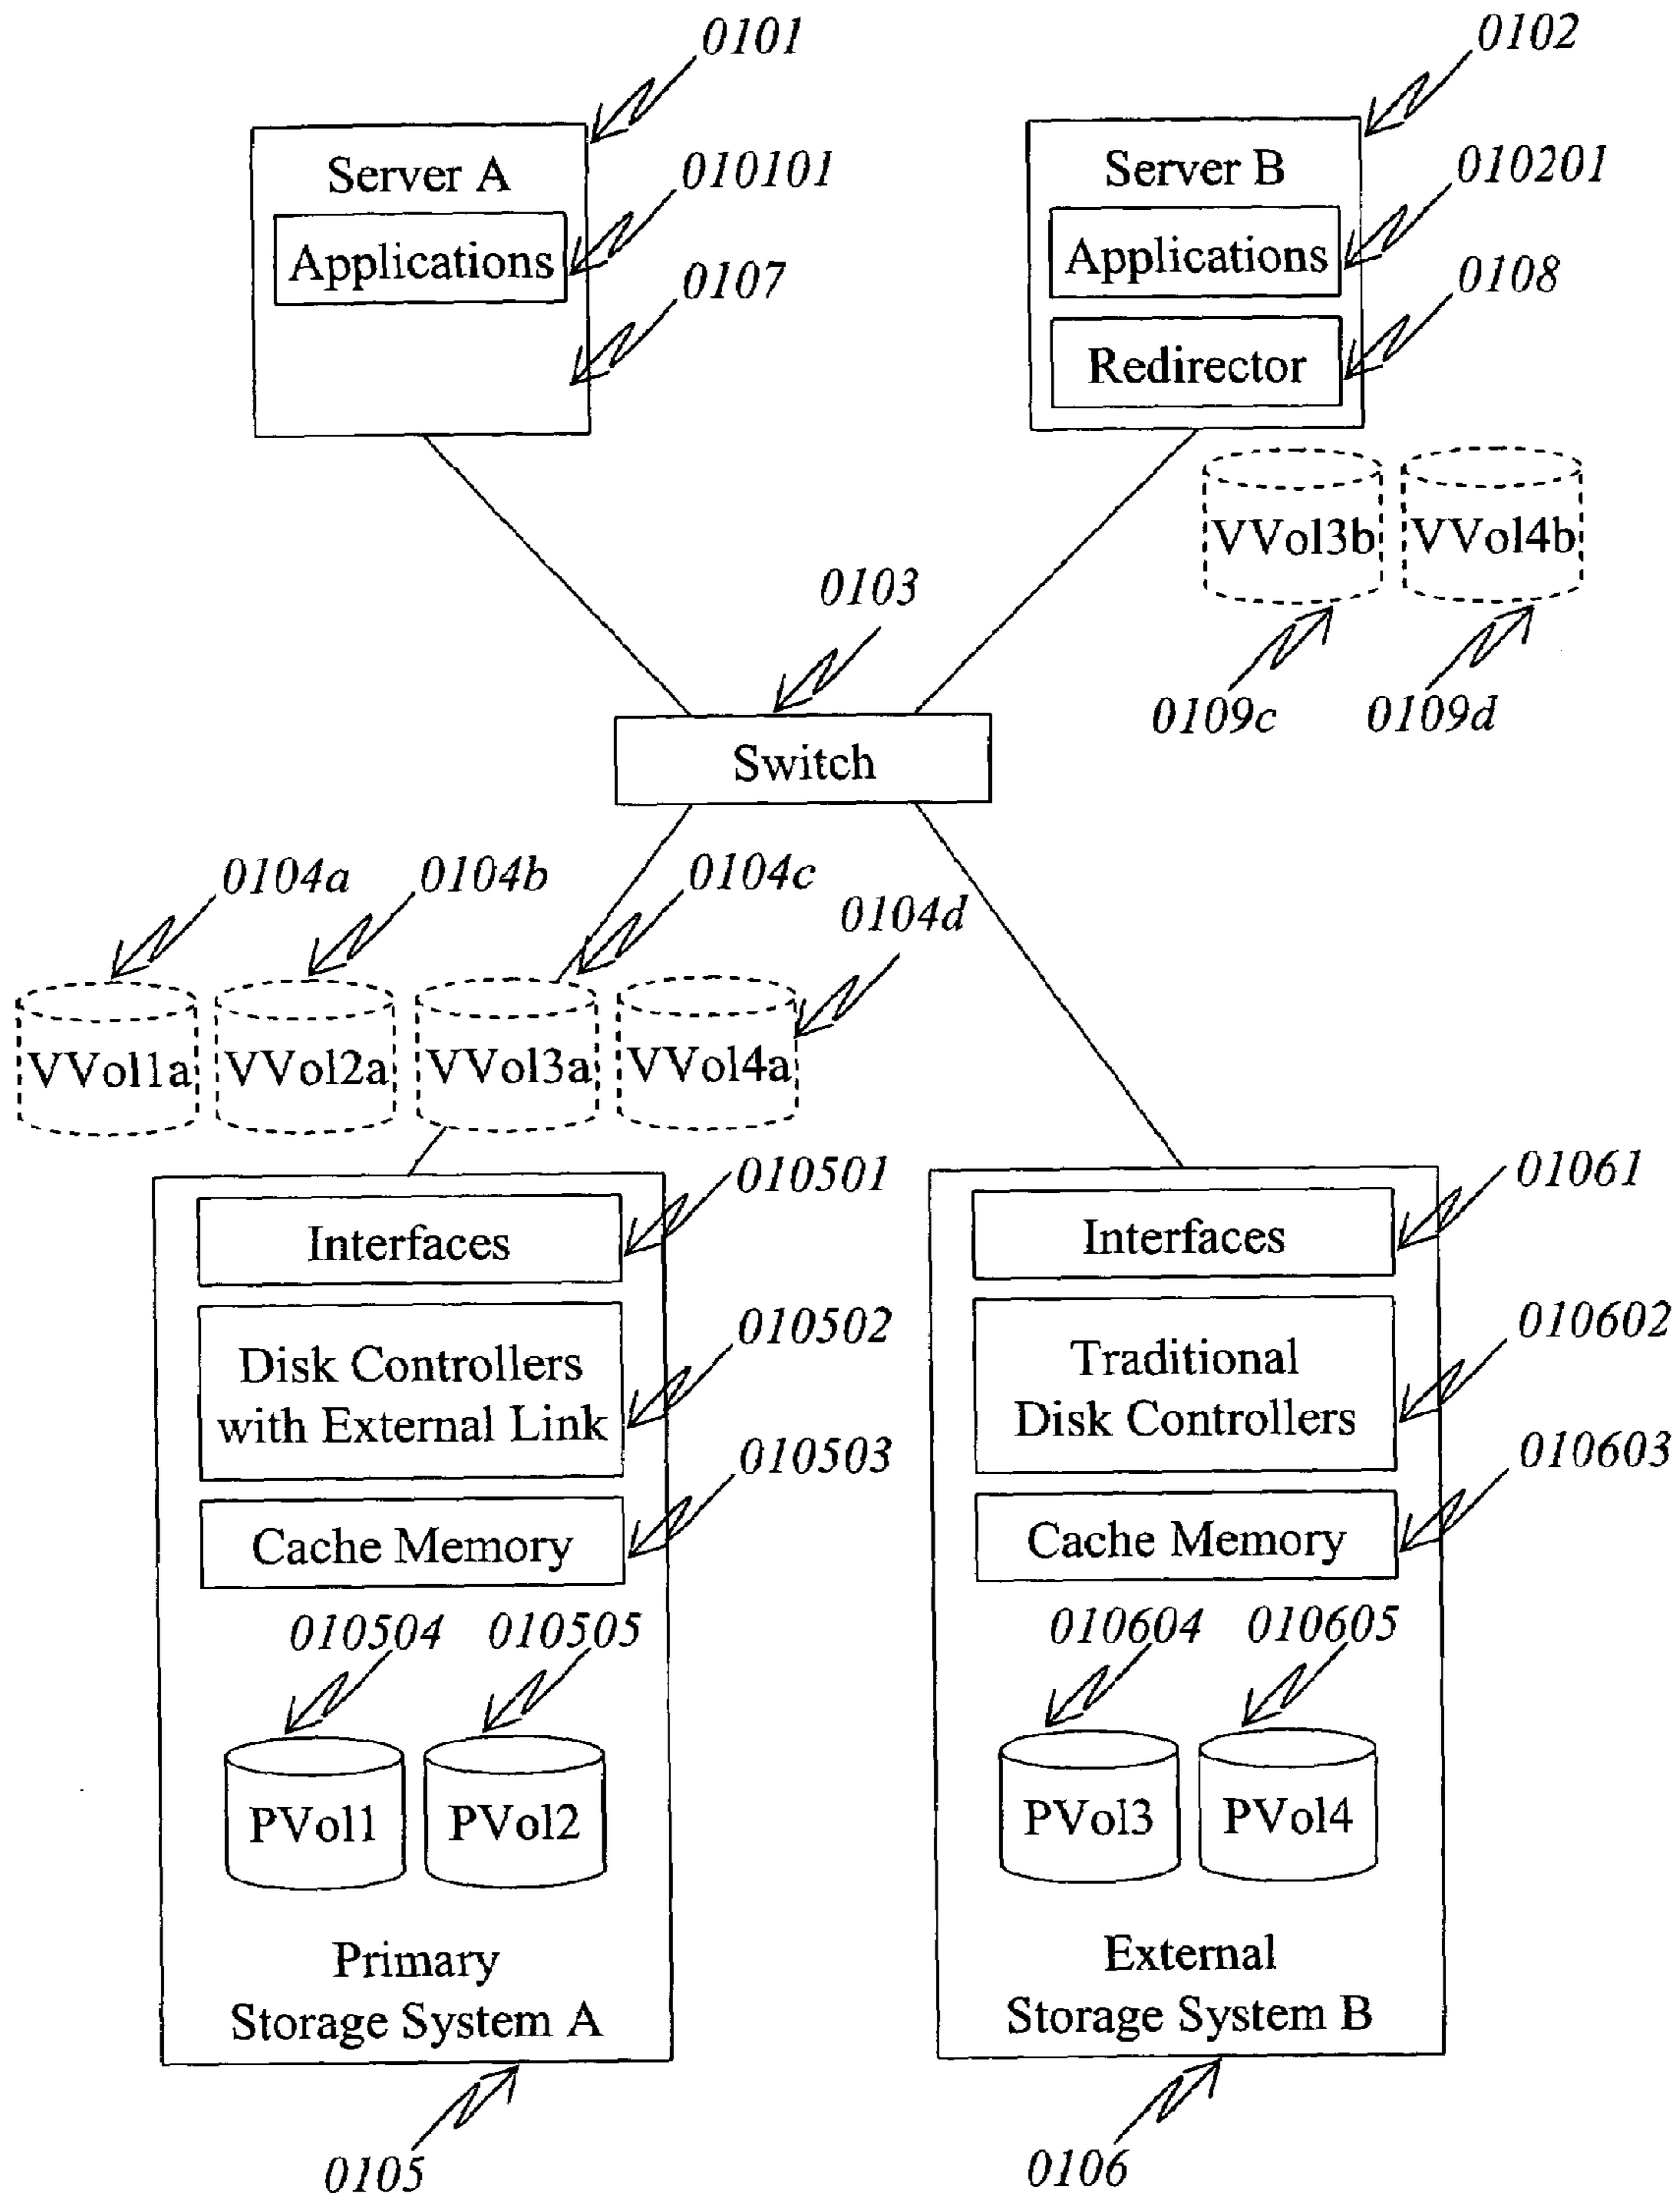 0101
0102
Server A
010101
Server B
010201
Applications
Applications
0107
0108
Redirector
VVol3b
VVol4b
0103
0109c
0109d
Switch
0104a
0104b
0104c
0104d
VVol1a
VVol2a
VVol3a
VVol4a
010501
01061
Interfaces
Interfaces
010502
010602
Disk Controllers
with External Link
Traditional
Disk Controllers
010503
010603
Cache Memory
Cache Memory
010504
010505
010604
010605
PVol1
PVol2
PVol3
PVol4
Primary
Storage System A
External
Storage System B
0105
0106